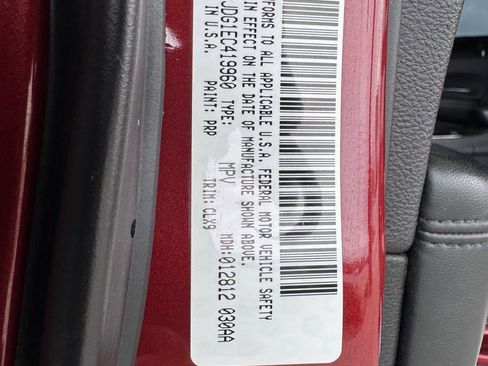 FORMS TO ALL APPLICABLE U.S.A. FEDERAL MOTOR VEHICLE SAFETY
IN EFFECT ON THE DATE OF MANUFACTURE SHOWN ABOVE.
JDG1EC419960 TYPE: MPV MDH:012812 030AA
IN U.S.A. PAINT: PRP TRIM:CLX9